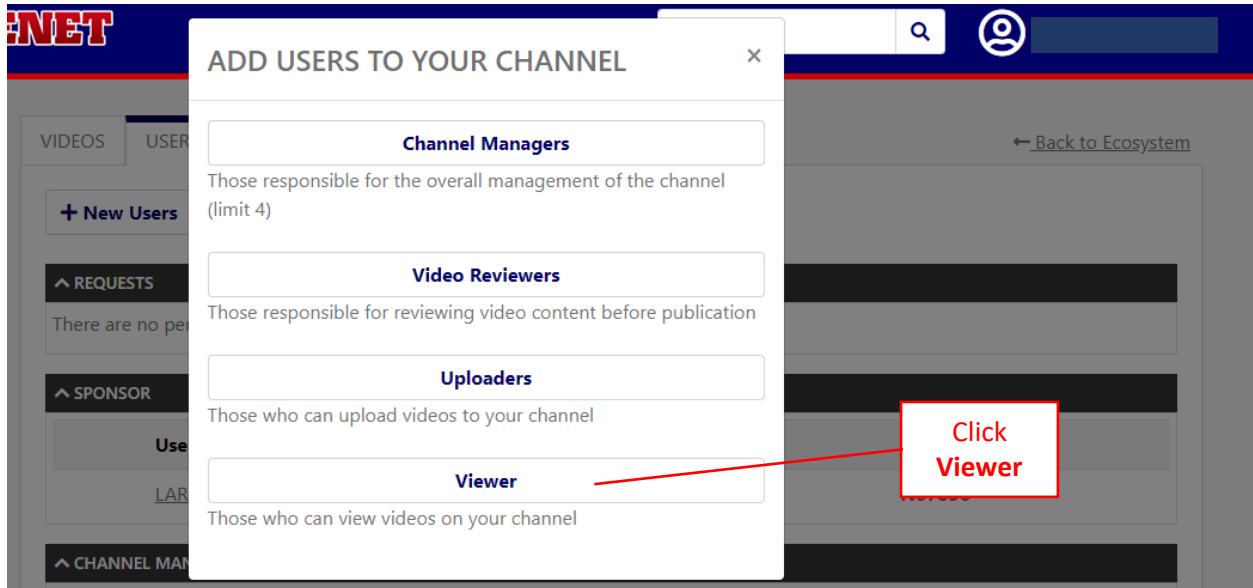 ENET
ADD USERS TO YOUR CHANNEL
×
VIDEOS
USER
Back to Ecosystem
Channel Managers
Those responsible for the overall management of the channel
(limit 4)
+ New Users
Video Reviewers
Those responsible for reviewing video content before publication
REQUESTS
There are no per
Uploaders
Those who can upload videos to your channel
SPONSOR
Use
LAR
Viewer
Those who can view videos on your channel
Click
Viewer
CHANNEL MAN